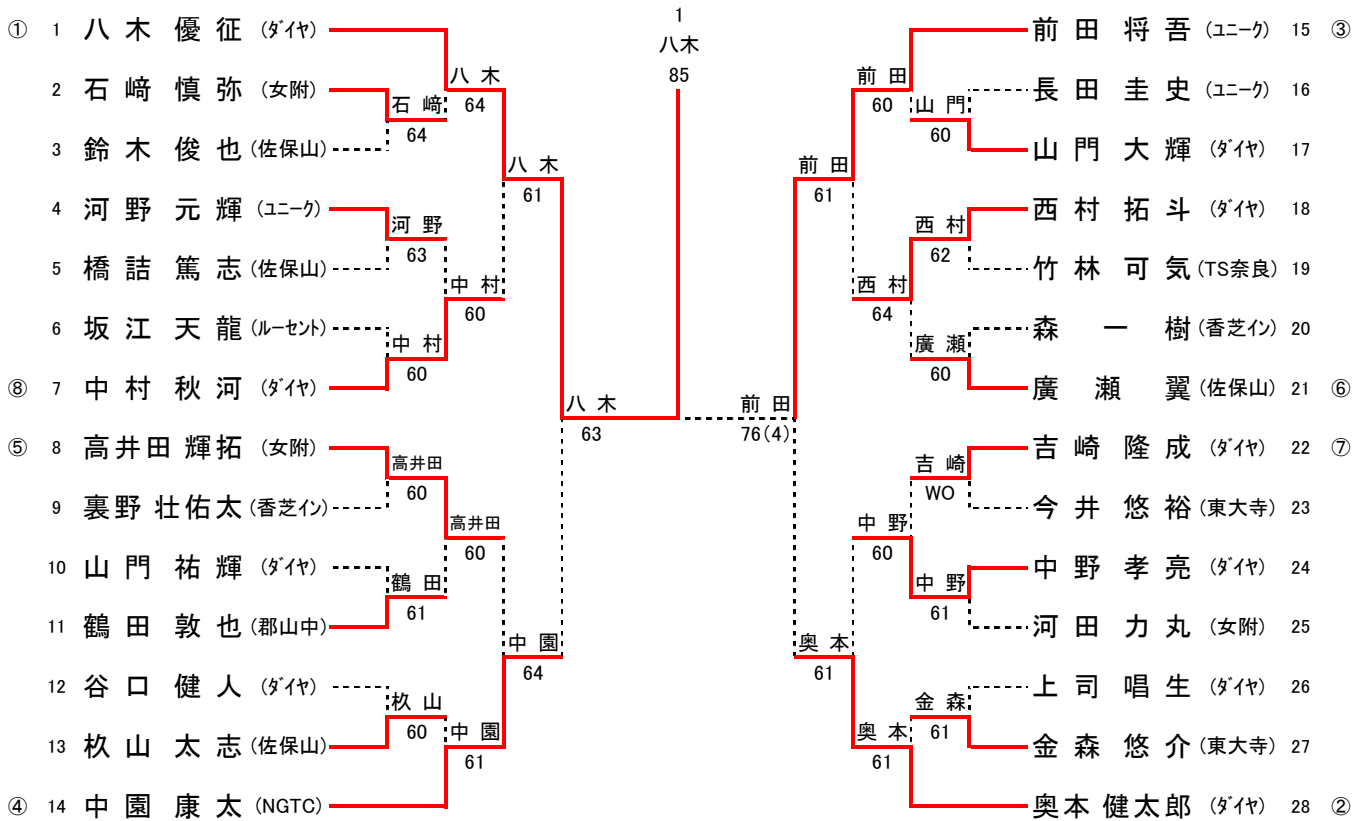 1
八木
85
① 1 八木 優征 (ダイヤ)
2 石﨑 慎弥 (女附)
3 鈴木 俊也 (佐保山)
4 河野 元輝 (ユニーク)
5 橋詰 篤志 (佐保山)
6 坂江 天龍 (ルーセント)
⑧ 7 中村 秋河 (ダイヤ)
⑤ 8 高井田 輝拓 (女附)
9 裏野 壮佑太 (香芝イン)
10 山門 祐輝 (ダイヤ)
11 鶴田 敦也 (郡山中)
12 谷口 健人 (ダイヤ)
13 杦山 太志 (佐保山)
④ 14 中園 康太 (NGTC)
石﨑
64
河野
63
中村
60
高井田
60
鶴田
61
杦山
60
八木
64
中村
60
高井田
60
中園
61
八木
61
中園
64
八木
63
前田
76(4)
前田
61
奥本
61
前田
60
西村
64
中野
60
奥本
61
山門
60
西村
62
廣瀬
60
吉崎
WO
中野
61
金森
61
前田 将吾 (ユニーク) 15 ③
長田 圭史 (ユニーク) 16
山門 大輝 (ダイヤ) 17
西村 拓斗 (ダイヤ) 18
竹林 可気 (TS奈良) 19
森 一樹 (香芝イン) 20
廣瀬 翼 (佐保山) 21 ⑥
吉崎 隆成 (ダイヤ) 22 ⑦
今井 悠裕 (東大寺) 23
中野 孝亮 (ダイヤ) 24
河田 力丸 (女附) 25
上司 唱生 (ダイヤ) 26
金森 悠介 (東大寺) 27
奥本 健太郎 (ダイヤ) 28 ②